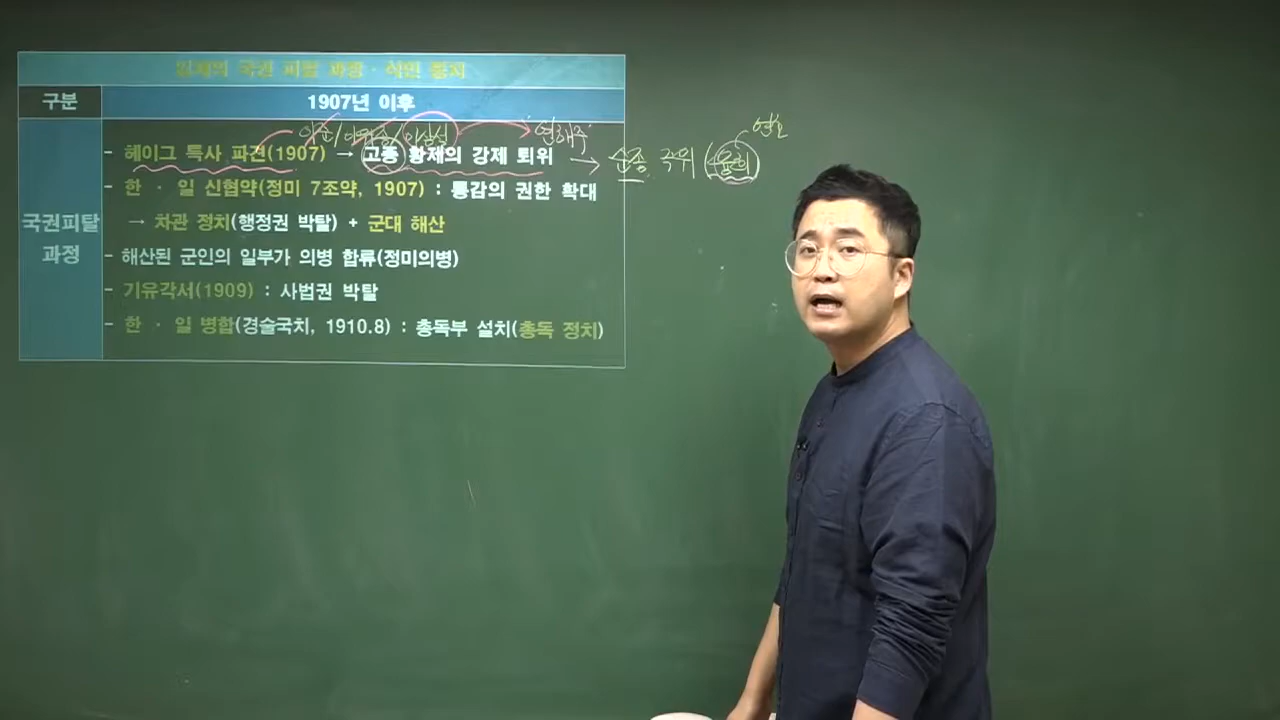 일제의 국권 피탈 과정 · 식민 통치
구분
1907년 이후
이준/이위종/이상설 → 연해주
연호
- 헤이그 특사 파견(1907) → 고종 황제의 강제 퇴위 → 순종 즉위 (융희)
- 한 · 일 신협약(정미 7조약, 1907) : 통감의 권한 확대
국권피탈
→ 차관 정치(행정권 박탈) + 군대 해산
과정
- 해산된 군인의 일부가 의병 합류(정미의병)
- 기유각서(1909) : 사법권 박탈
- 한 · 일 병합(경술국치, 1910.8) : 총독부 설치(총독 정치)